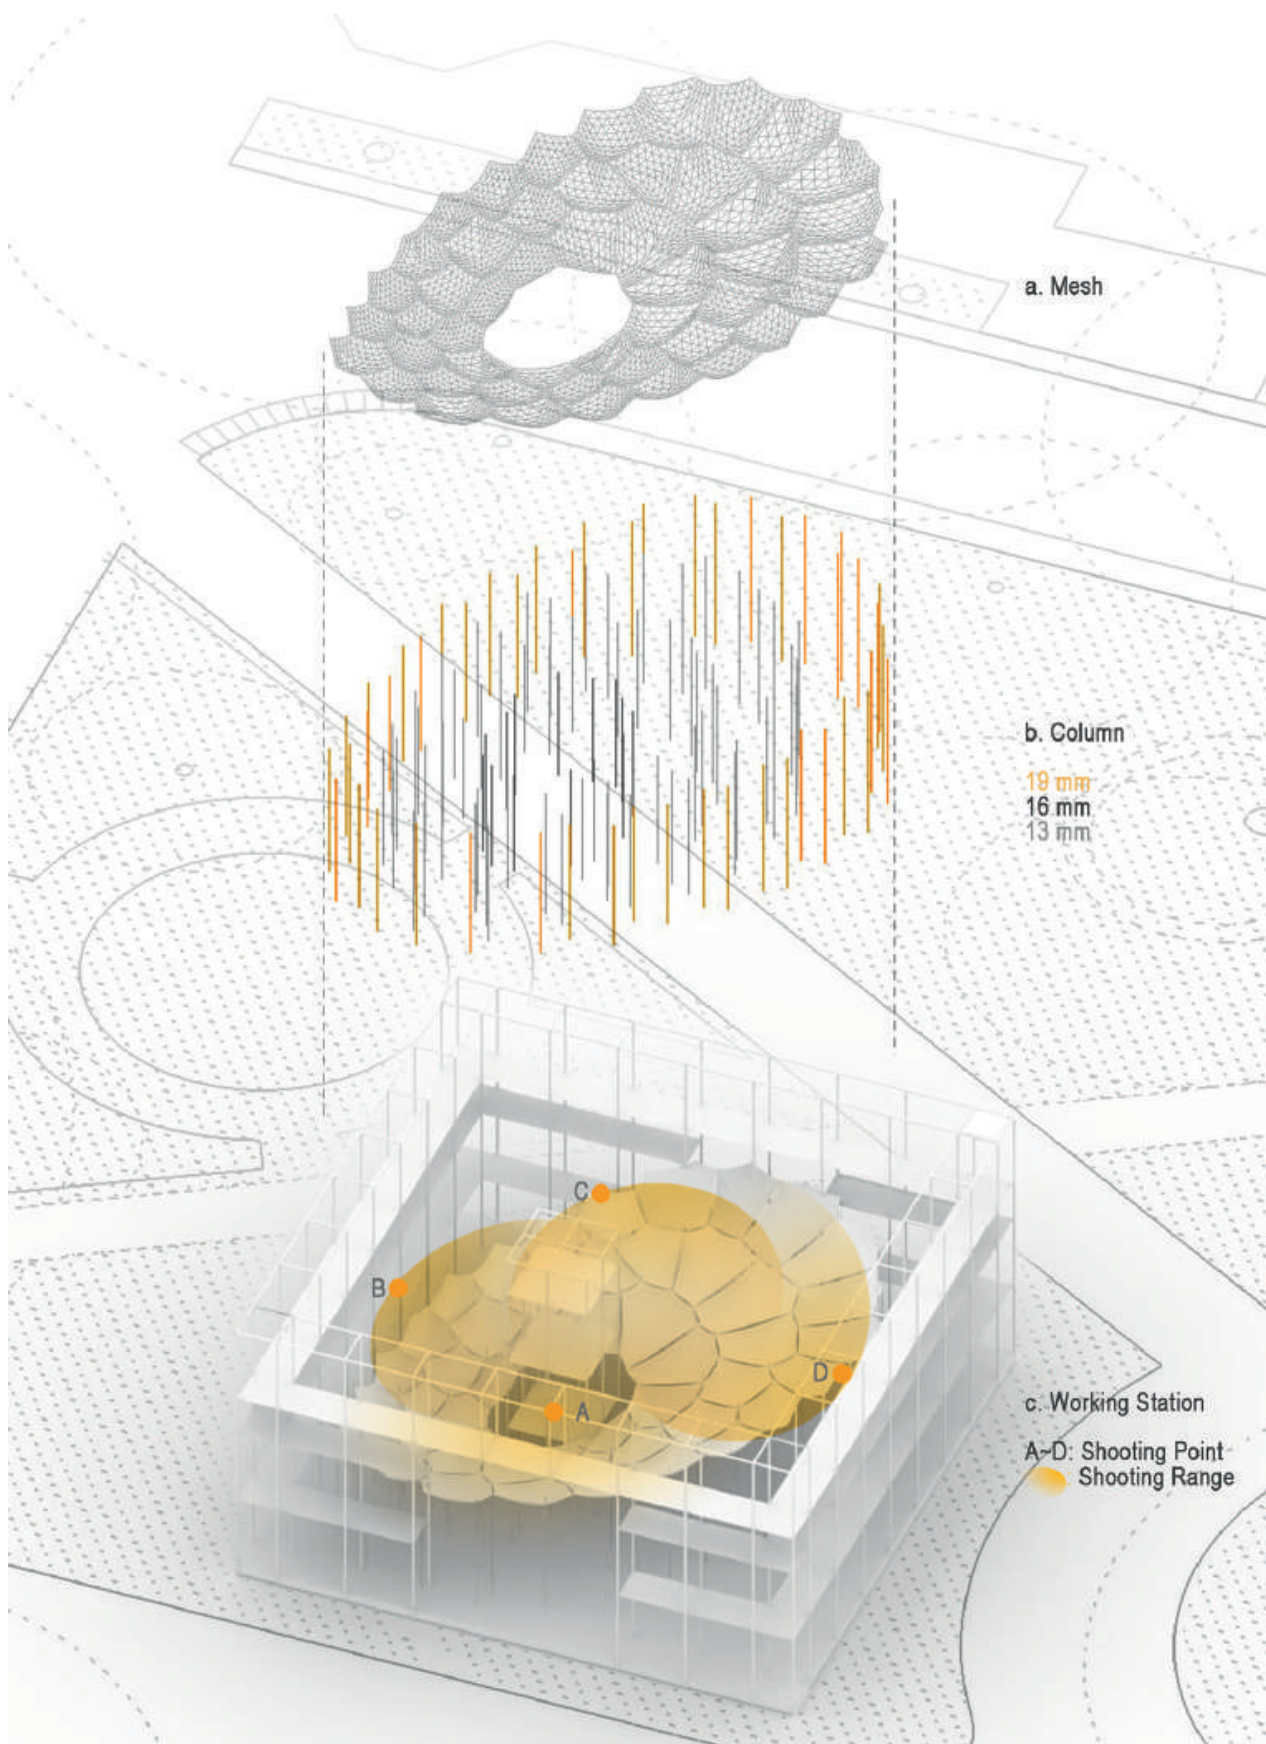 a. Mesh
b. Column
19 mm
16 mm
13 mm
C
B
D
A
c. Working Station
A~D: Shooting Point
Shooting Range